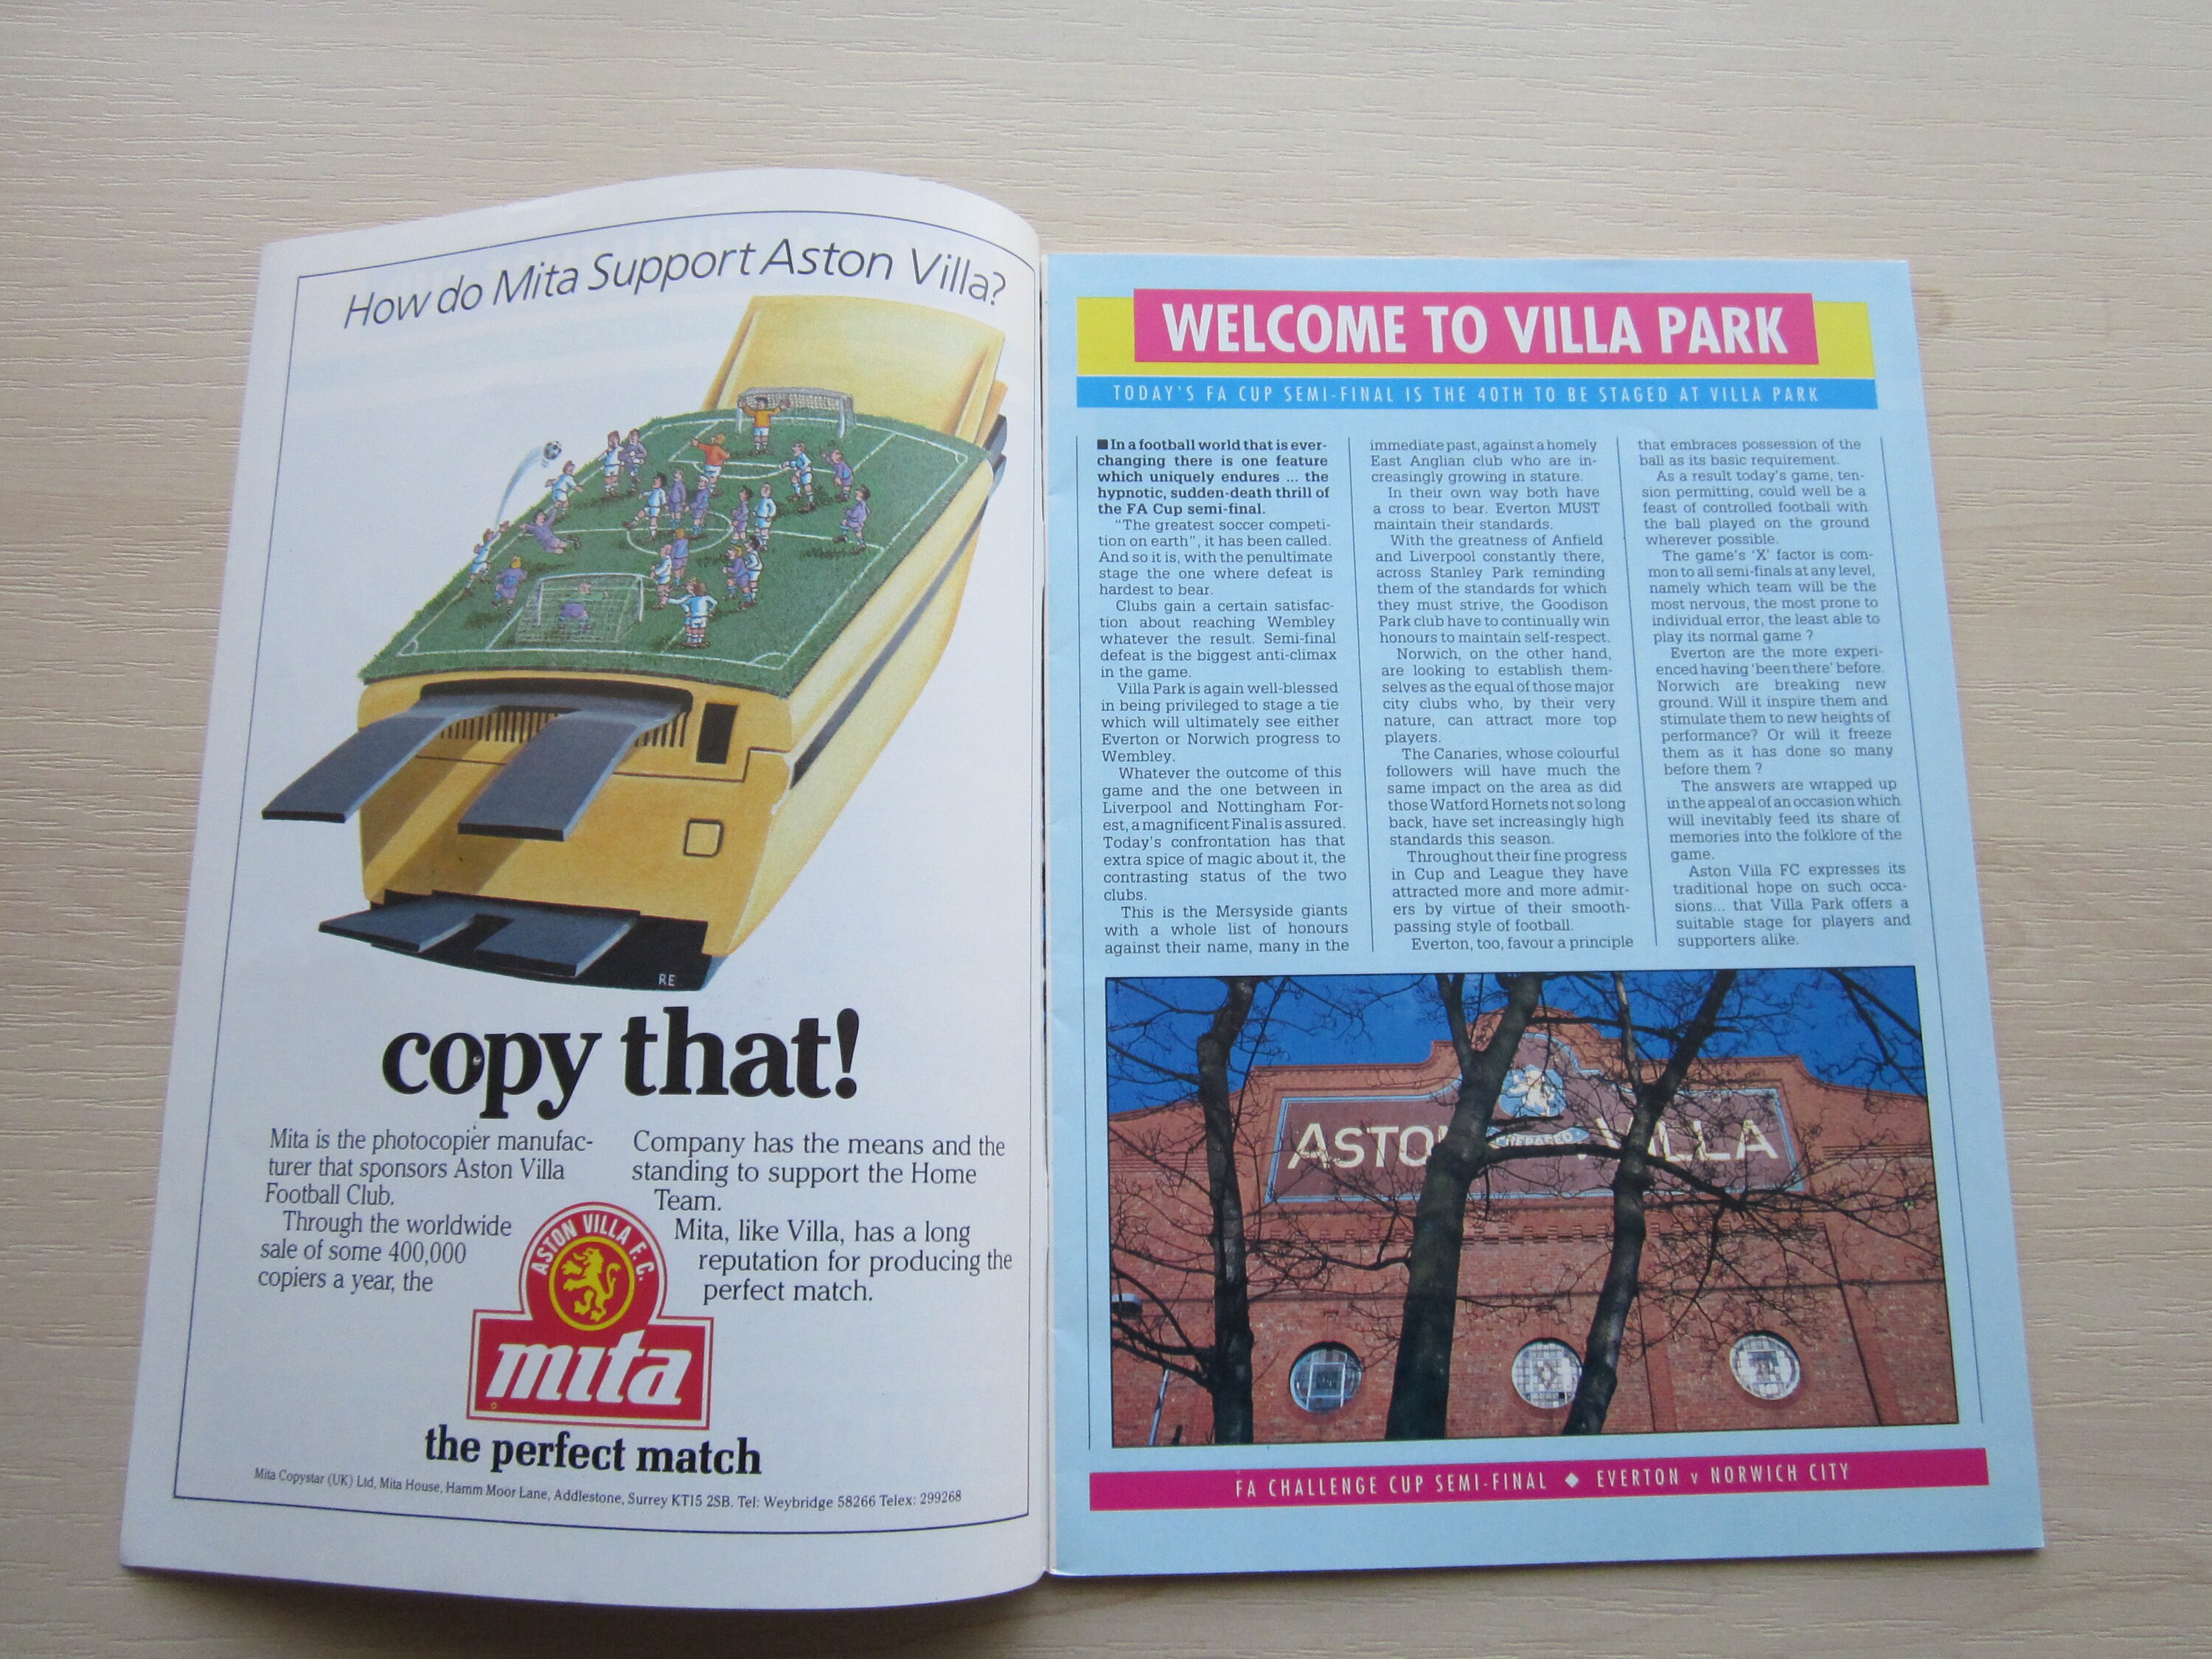 How do Mita Support Aston Villa?
RE
copy that!
Mita is the photocopier manufac-
turer that sponsors Aston Villa
Football Club.
Through the worldwide
sale of some 400,000
copiers a year, the
Company has the means and the
standing to support the Home
Team.
Mita, like Villa, has a long
reputation for producing the
perfect match.
ASTON VILLA F.C.
mita
the perfect match
Mita Copystar (UK) Ltd, Mita House, Hamm Moor Lane, Addlestone, Surrey KT15 2SB. Tel: Weybridge 58266 Telex: 299268
WELCOME TO VILLA PARK
TODAY'S FA CUP SEMI-FINAL IS THE 40TH TO BE STAGED AT VILLA PARK
■ In a football world that is ever-
changing there is one feature
which uniquely endures ... the
hypnotic, sudden-death thrill of
the FA Cup semi-final.
"The greatest soccer competi-
tion on earth", it has been called.
And so it is, with the penultimate
stage the one where defeat is
hardest to bear.
Clubs gain a certain satisfac-
tion about reaching Wembley
whatever the result. Semi-final
defeat is the biggest anti-climax
in the game.
Villa Park is again well-blessed
in being privileged to stage a tie
which will ultimately see either
Everton or Norwich progress to
Wembley.
Whatever the outcome of this
game and the one between in
Liverpool and Nottingham For-
est, a magnificent Final is assured.
Today's confrontation has that
extra spice of magic about it, the
contrasting status of the two
clubs.
This is the Mersyside giants
with a whole list of honours
against their name, many in the
immediate past, against a homely
East Anglian club who are in-
creasingly growing in stature.
In their own way both have
a cross to bear. Everton MUST
maintain their standards.
With the greatness of Anfield
and Liverpool constantly there,
across Stanley Park reminding
them of the standards for which
they must strive, the Goodison
Park club have to continually win
honours to maintain self-respect.
Norwich, on the other hand,
are looking to establish them-
selves as the equal of those major
city clubs who, by their very
nature, can attract more top
players.
The Canaries, whose colourful
followers will have much the
same impact on the area as did
those Watford Hornets not so long
back, have set increasingly high
standards this season.
Throughout their fine progress
in Cup and League they have
attracted more and more admir-
ers by virtue of their smooth-
passing style of football.
Everton, too, favour a principle
that embraces possession of the
ball as its basic requirement.
As a result today's game, ten-
sion permitting, could well be a
feast of controlled football with
the ball played on the ground
wherever possible.
The game's 'X' factor is com-
mon to all semi-finals at any level,
namely which team will be the
most nervous, the most prone to
individual error, the least able to
play its normal game ?
Everton are the more experi-
enced having 'been there' before.
Norwich are breaking new
ground. Will it inspire them and
stimulate them to new heights of
performance? Or will it freeze
them as it has done so many
before them ?
The answers are wrapped up
in the appeal of an occasion which
will inevitably feed its share of
memories into the folklore of the
game.
Aston Villa FC expresses its
traditional hope on such occa-
sions... that Villa Park offers a
suitable stage for players and
supporters alike.
ASTON VILLA
PREPARED
FA CHALLENGE CUP SEMI-FINAL ◆ EVERTON v NORWICH CITY